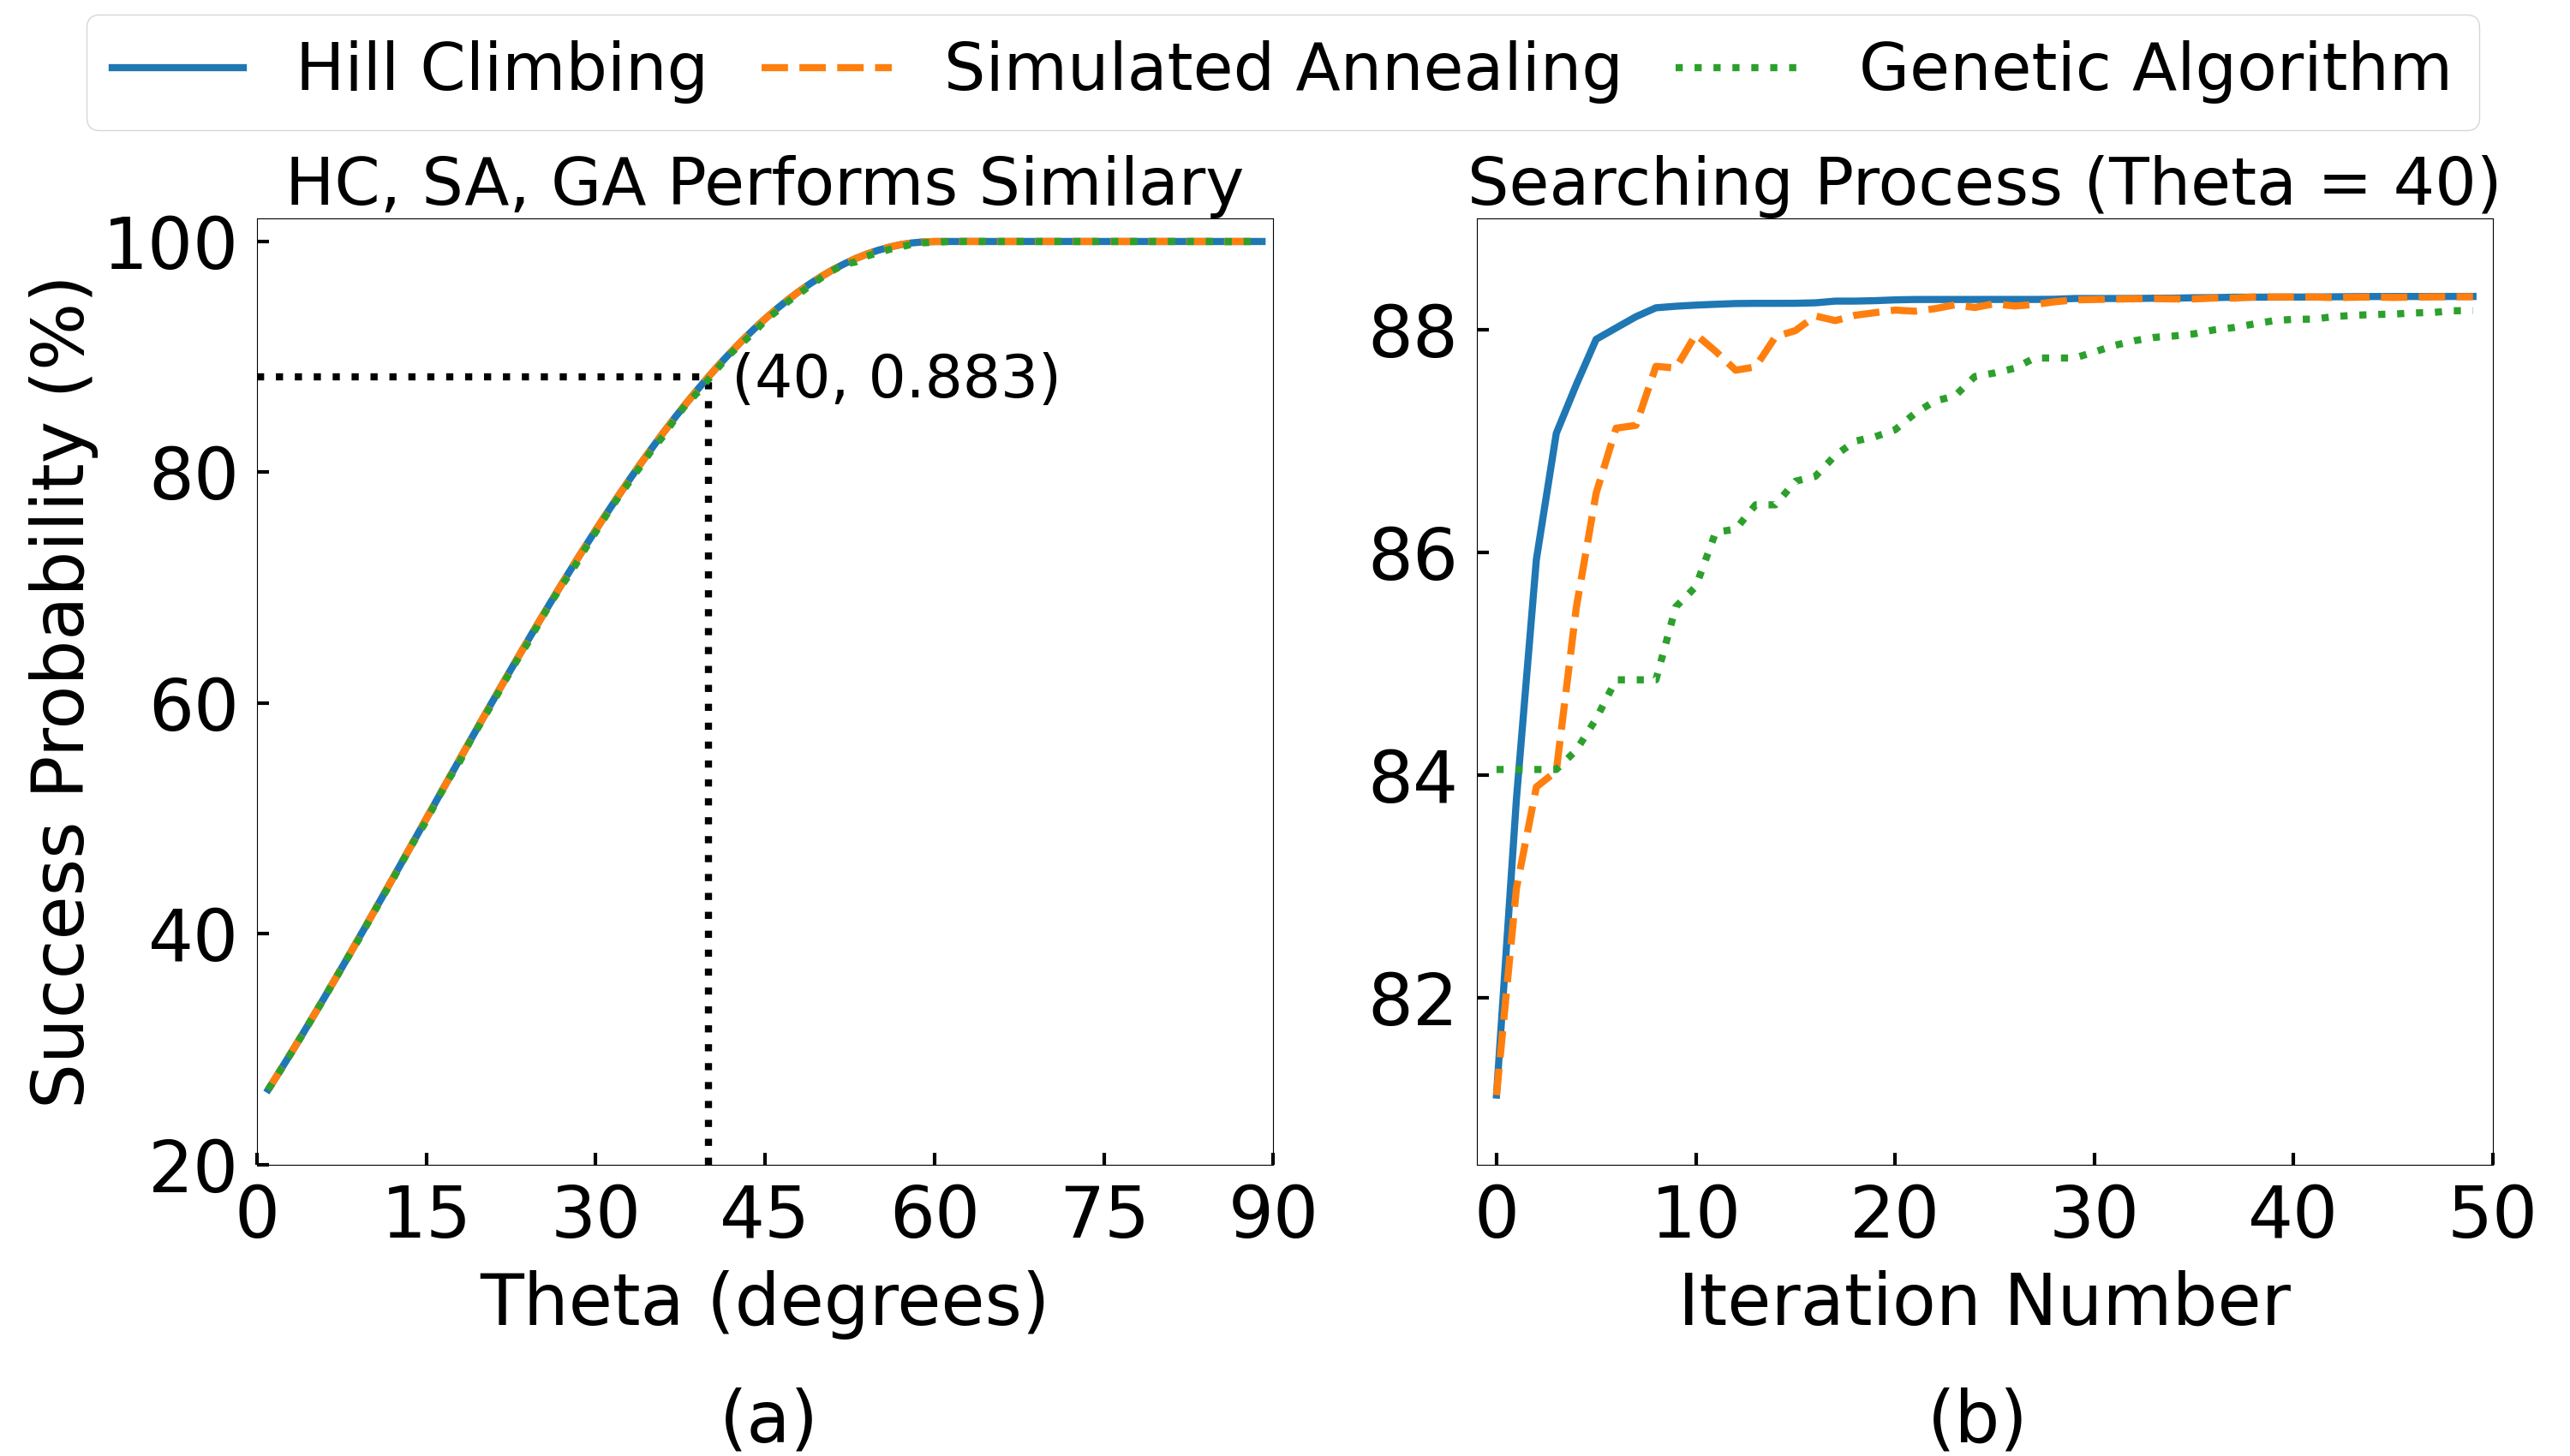 Hill Climbing Simulated Annealing Genetic Algorithm
HC, SA, GA Performs Similary
Searching Process (Theta = 40)
Success Probability (%)
100
80
60
40
20
(40, 0.883)
0 15 30 45 60 75 90
Theta (degrees)
(a)
88
86
84
82
0 10 20 30 40 50
Iteration Number
(b)